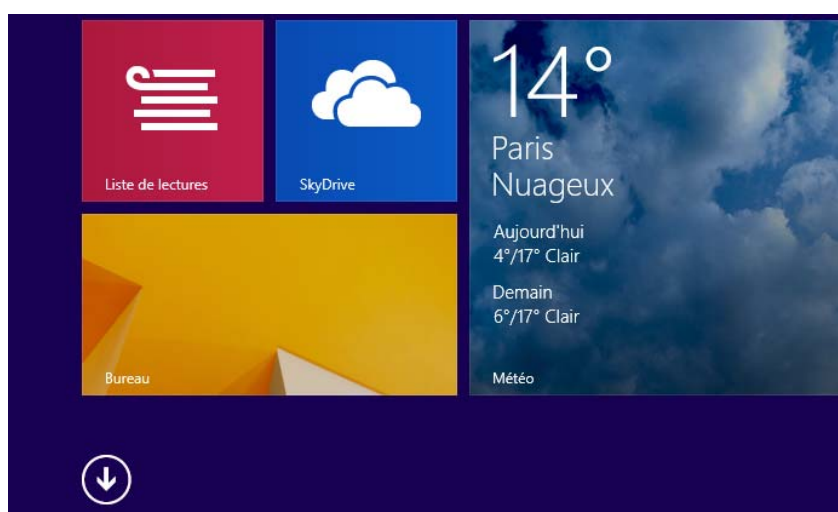 Liste de lectures
SkyDrive
14°
Paris
Nuageux
Aujourd'hui
4°/17° Clair
Demain
6°/17° Clair
Bureau
Météo